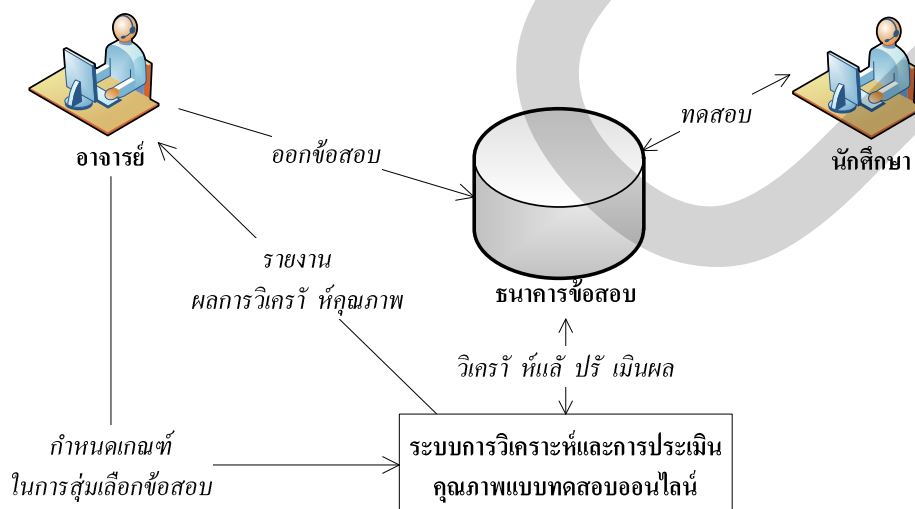 ทดสอบ
อาจารย์
ออกข้อสอบ
นักศึกษา
รายงาน
ผลการวิเคราั ห์คุณภาพ
ธนาคารข้อสอบ
วิเคราั ห์แลั ปรั เมินผล
กำหนดเกณฑ์
ในการสุ่มเลือกข้อสอบ
ระบบการวิเคราะห์และการประเมิน
คุณภาพแบบทดสอบออนไลน์